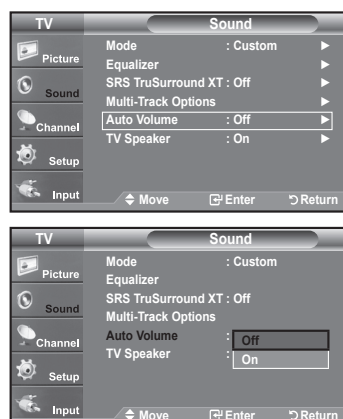 TV Sound
Picture
Mode : Custom
Equalizer
SRS TruSurround XT : Off
Sound
Multi-Track Options
Auto Volume : Off
Channel
TV Speaker : On
Setup
Input
Move Enter Return
TV Sound
Picture
Mode : Custom
Equalizer
SRS TruSurround XT : Off
Sound
Multi-Track Options
Auto Volume : Off
Channel
TV Speaker : On
Setup
Input
Move Enter Return